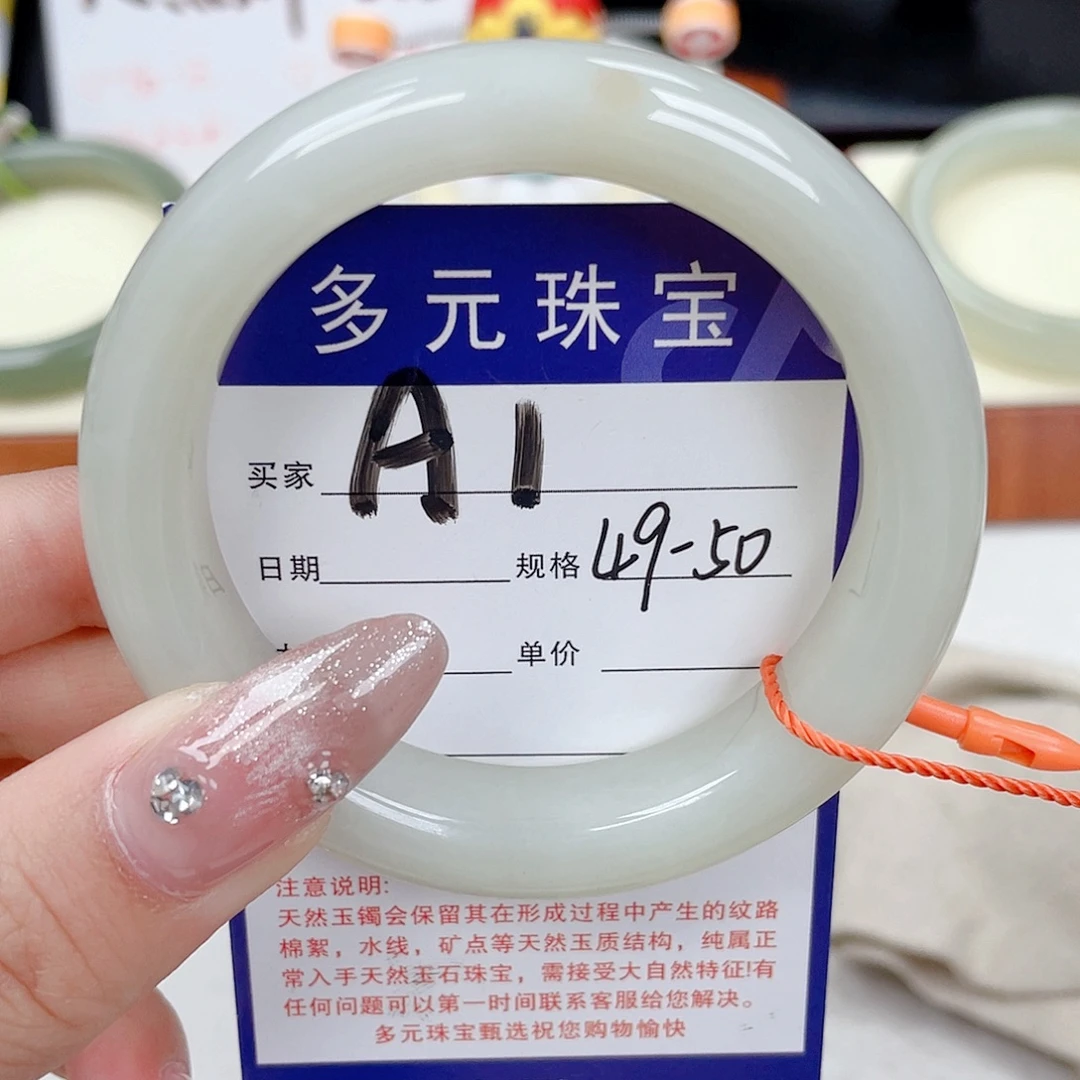 多元珠宝
买家 A1
日期 规格 49-50
单价
注意说明:
天然玉镯会保留其在形成过程中产生的纹路
棉絮，水线，矿点等天然玉质结构，纯属正
常入手天然玉石珠宝，需接受大自然特征!有
任何问题可以第一时间联系客服给您解决。
多元珠宝甄选祝您购物愉快